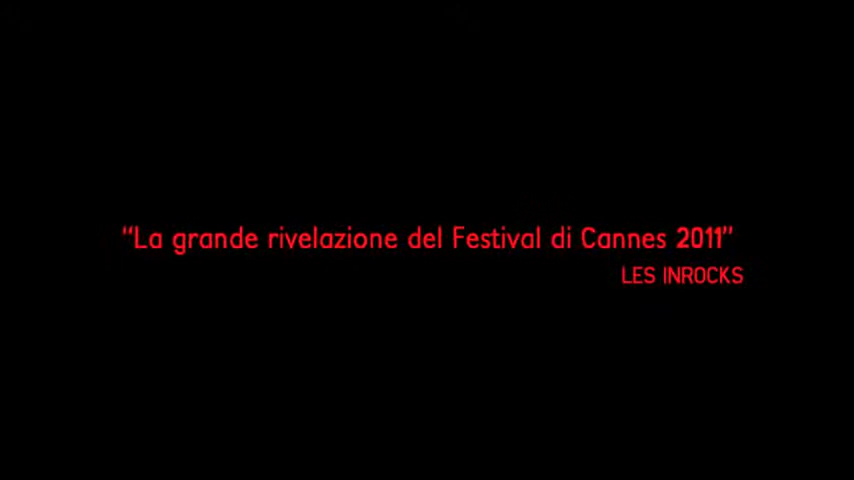 “La grande rivelazione del Festival di Cannes 2011”
LES INROCKS